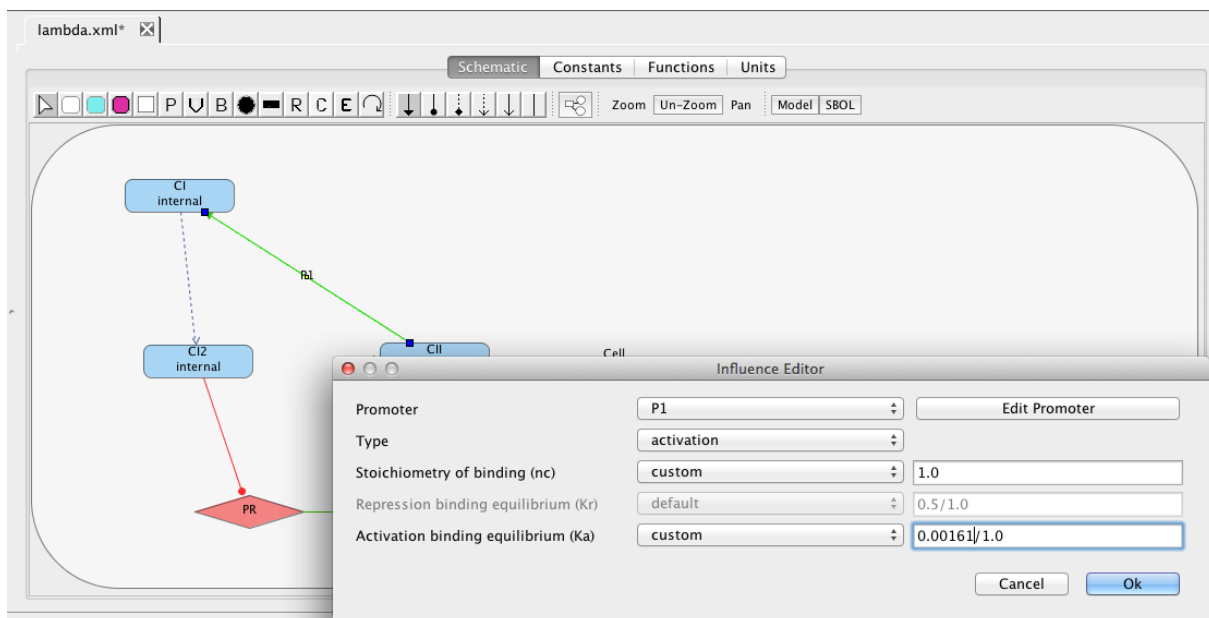 lambda.xml*
Schematic Constants Functions Units
P V B R C E Zoom Un-Zoom Pan Model SBOL
CI
internal
P1
CI2
internal
CII
Cell
PR
Influence Editor
Promoter P1 Edit Promoter
Type activation
Stoichiometry of binding (nc) custom 1.0
Repression binding equilibrium (Kr) default 0.5/1.0
Activation binding equilibrium (Ka) custom 0.00161/1.0
Cancel Ok